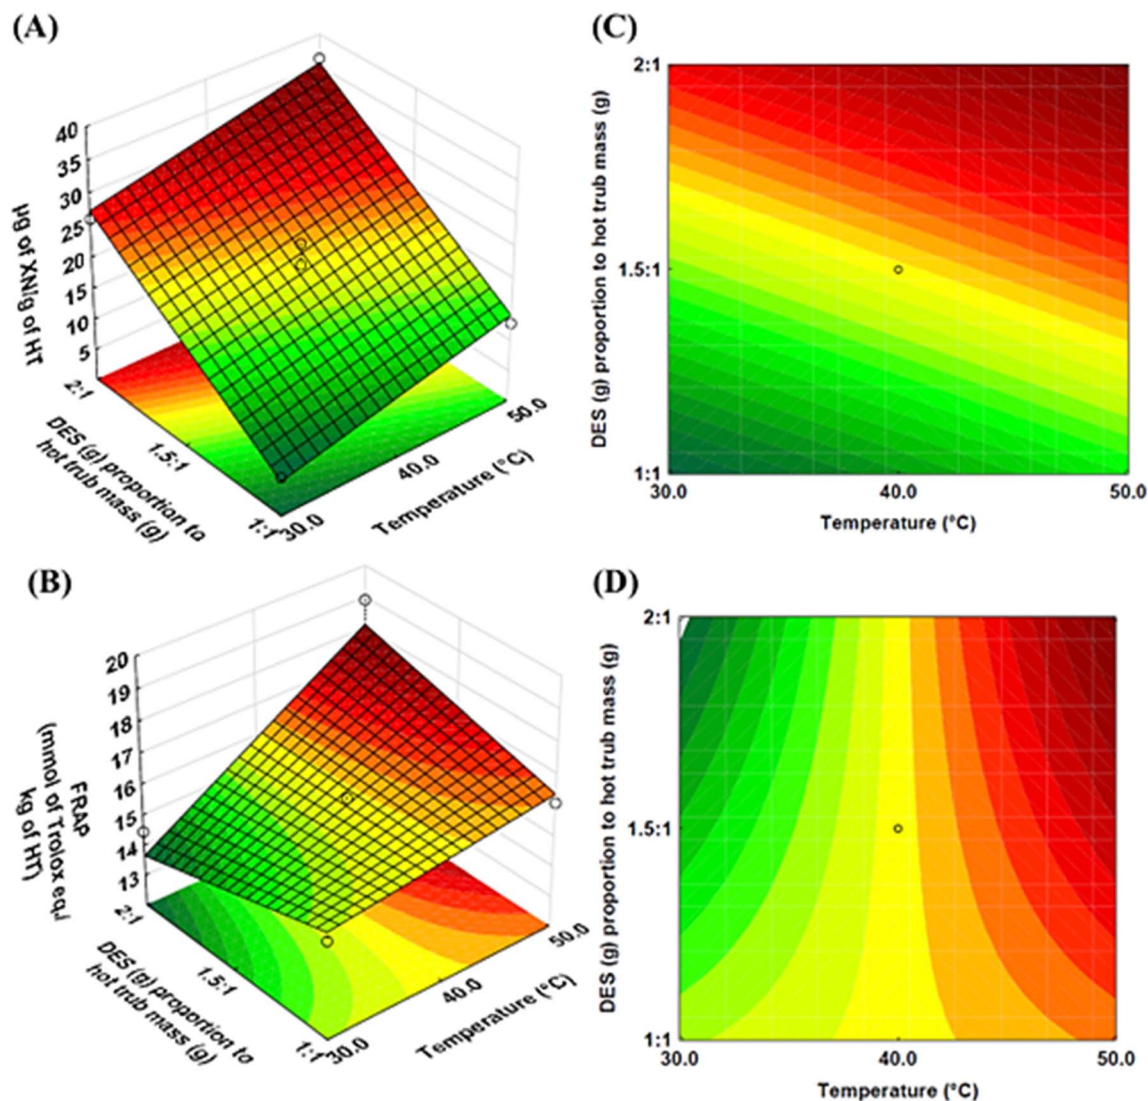 (A)
40
35
30
25
20
15
10
5
µg of XN/g of HT
2:1
1.5:1
1:1
DES (g) proportion to
hot trub mass (g)
30.0
40.0
50.0
Temperature (°C)
(C)
2:1
1.5:1
1:1
DES (g) proportion to hot trub mass (g)
30.0
40.0
50.0
Temperature (°C)
(B)
20
19
18
17
16
15
14
13
FRAP
(mmol of Trolox eq./
kg of HT)
2:1
1.5:1
1:1
DES (g) proportion to
hot trub mass (g)
30.0
40.0
50.0
Temperature (°C)
(D)
2:1
1.5:1
1:1
DES (g) proportion to hot trub mass (g)
30.0
40.0
50.0
Temperature (°C)